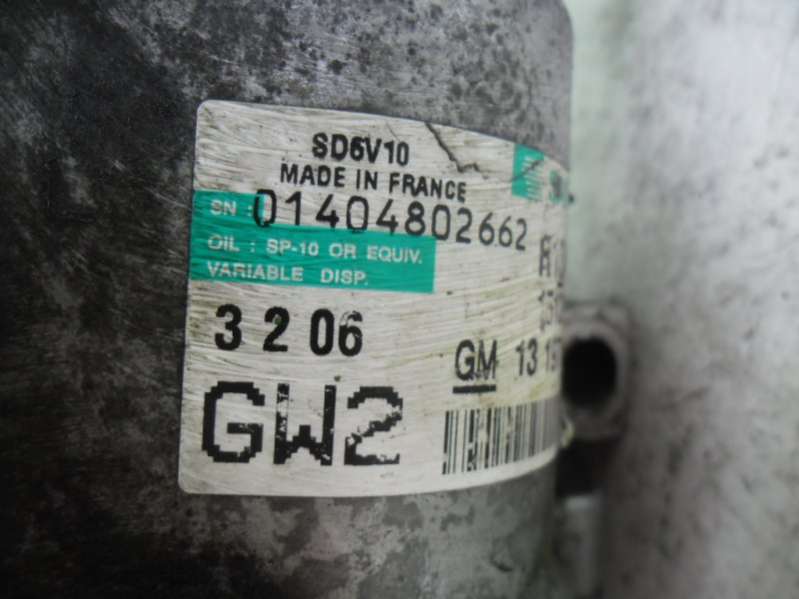 SD6V10
MADE IN FRANCE
SN : 01404802662
OIL : SP-10 OR EQUIV.
VARIABLE DISP.
3 2 06
GM 13 19
GW2